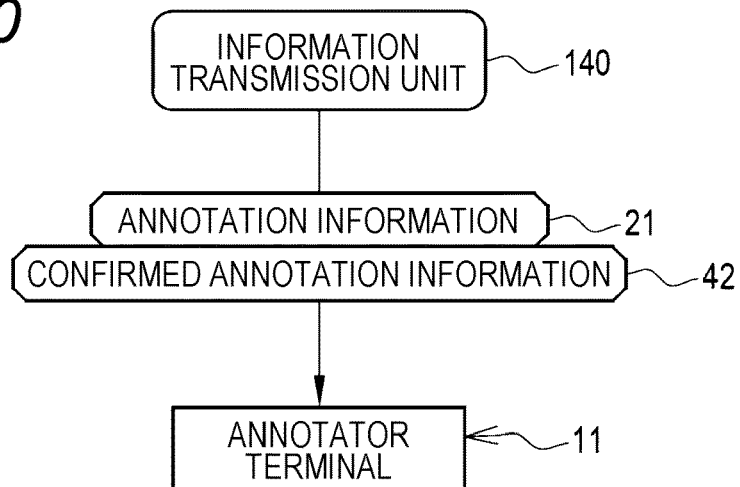 INFORMATION
TRANSMISSION UNIT
140
ANNOTATION INFORMATION
21
CONFIRMED ANNOTATION INFORMATION
42
ANNOTATOR
TERMINAL
11